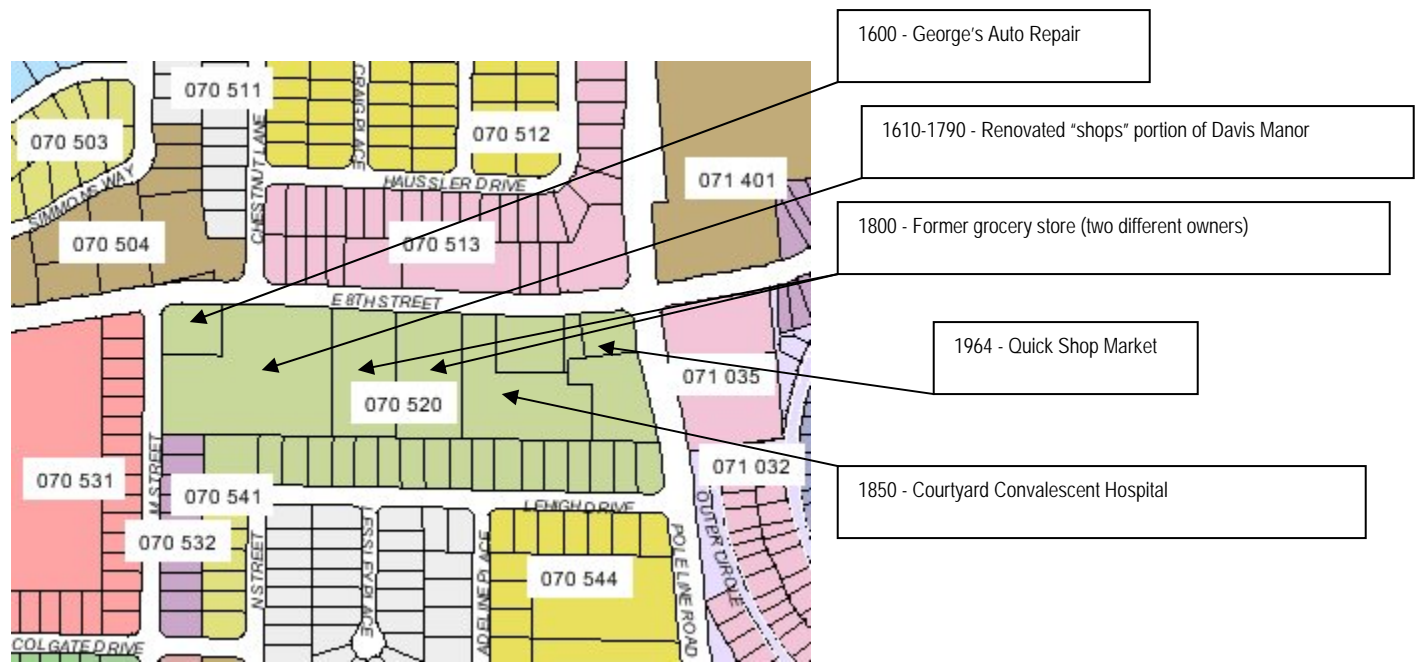 1600 - George's Auto Repair
1610-1790 - Renovated “shops” portion of Davis Manor
1800 - Former grocery store (two different owners)
1964 - Quick Shop Market
1850 - Courtyard Convalescent Hospital
070 511
CRAIG PLACE
070 512
070 503
CHESTNUT LANE
SIMMONS WAY
HAUSSLER DRIVE
071 401
070 504
070 513
E 8TH STREET
071 035
070 520
M STREET
071 032
070 531
070 541
LEHIGH DRIVE
OUTER CIRCLE
070 532
N STREET
LESSLEY PLACE
ADELINE PLACE
070 544
POLE LINE ROAD
COLGATE DRIVE